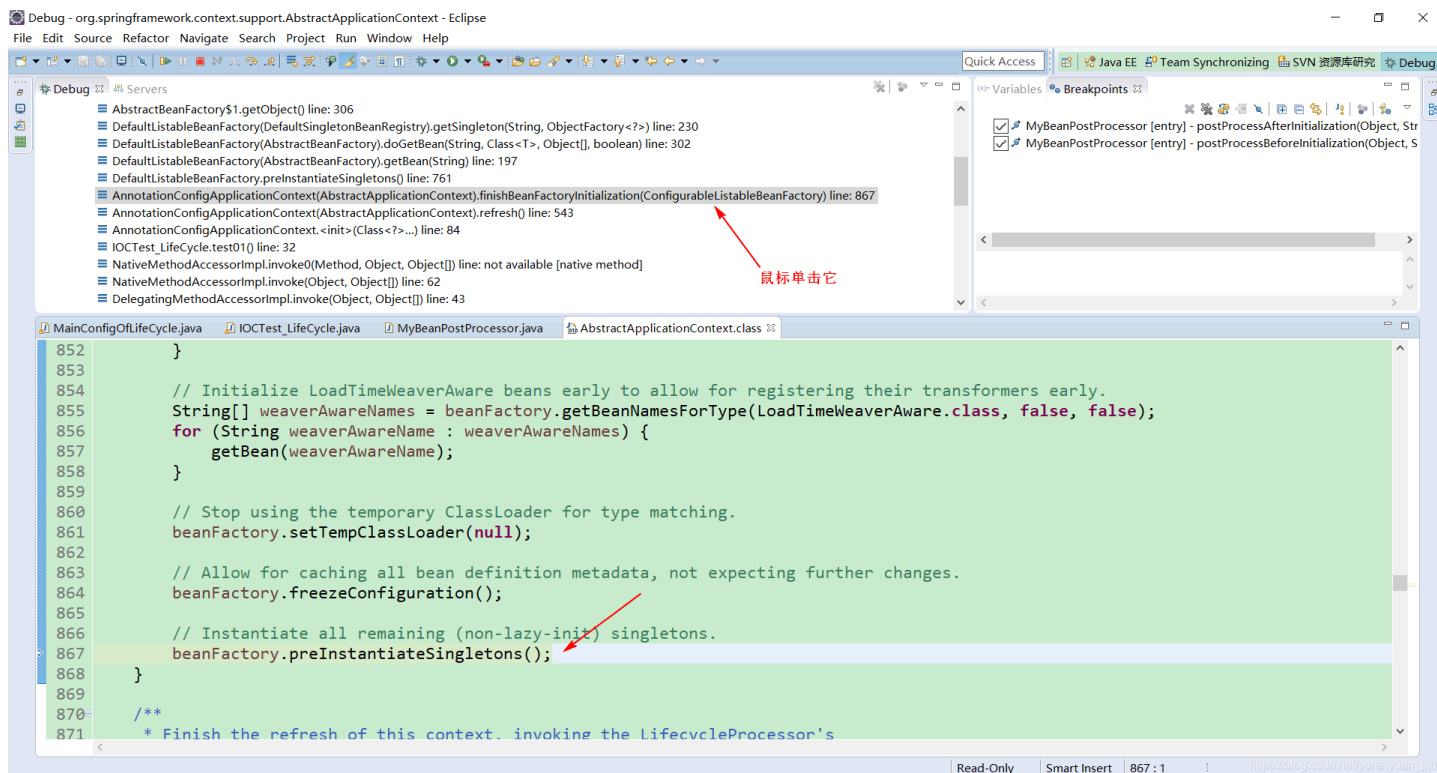 Debug - org.springframework.context.support.AbstractApplicationContext - Eclipse
File Edit Source Refactor Navigate Search Project Run Window Help
Quick Access
Java EE Team Synchronizing SVN 资源库研究 Debug
Debug Servers
AbstractBeanFactory$1.getObject() line: 306
DefaultListableBeanFactory(DefaultSingletonBeanRegistry).getSingleton(String, ObjectFactory<?>) line: 230
DefaultListableBeanFactory(AbstractBeanFactory).doGetBean(String, Class<T>, Object[], boolean) line: 302
DefaultListableBeanFactory(AbstractBeanFactory).getBean(String) line: 197
DefaultListableBeanFactory.preInstantiateSingletons() line: 761
AnnotationConfigApplicationContext(AbstractApplicationContext).finishBeanFactoryInitialization(ConfigurableListableBeanFactory) line: 867
AnnotationConfigApplicationContext(AbstractApplicationContext).refresh() line: 543
AnnotationConfigApplicationContext.<init>(Class<?>...) line: 84
IOCTest_LifeCycle.test01() line: 32
NativeMethodAccessorImpl.invoke0(Method, Object, Object[]) line: not available [native method]
NativeMethodAccessorImpl.invoke(Object, Object[]) line: 62
DelegatingMethodAccessorImpl.invoke(Object, Object[]) line: 43
鼠标单击它
Variables Breakpoints
MyBeanPostProcessor [entry] - postProcessAfterInitialization(Object, Str
MyBeanPostProcessor [entry] - postProcessBeforeInitialization(Object, S
MainConfigOfLifeCycle.java IOCTest_LifeCycle.java MyBeanPostProcessor.java AbstractApplicationContext.class
852 }
853
854 // Initialize LoadTimeWeaverAware beans early to allow for registering their transformers early.
855 String[] weaverAwareNames = beanFactory.getBeanNamesForType(LoadTimeWeaverAware.class, false, false);
856 for (String weaverAwareName : weaverAwareNames) {
857 getBean(weaverAwareName);
858 }
859
860 // Stop using the temporary ClassLoader for type matching.
861 beanFactory.setTempClassLoader(null);
862
863 // Allow for caching all bean definition metadata, not expecting further changes.
864 beanFactory.freezeConfiguration();
865
866 // Instantiate all remaining (non-lazy-init) singletons.
867 beanFactory.preInstantiateSingletons();
868 }
869
870 /**
871 * Finish the refresh of this context, invoking the LifecycleProcessor's
Read-Only Smart Insert 867 : 1
https://blog.csdn.net/yerenyuan_pku